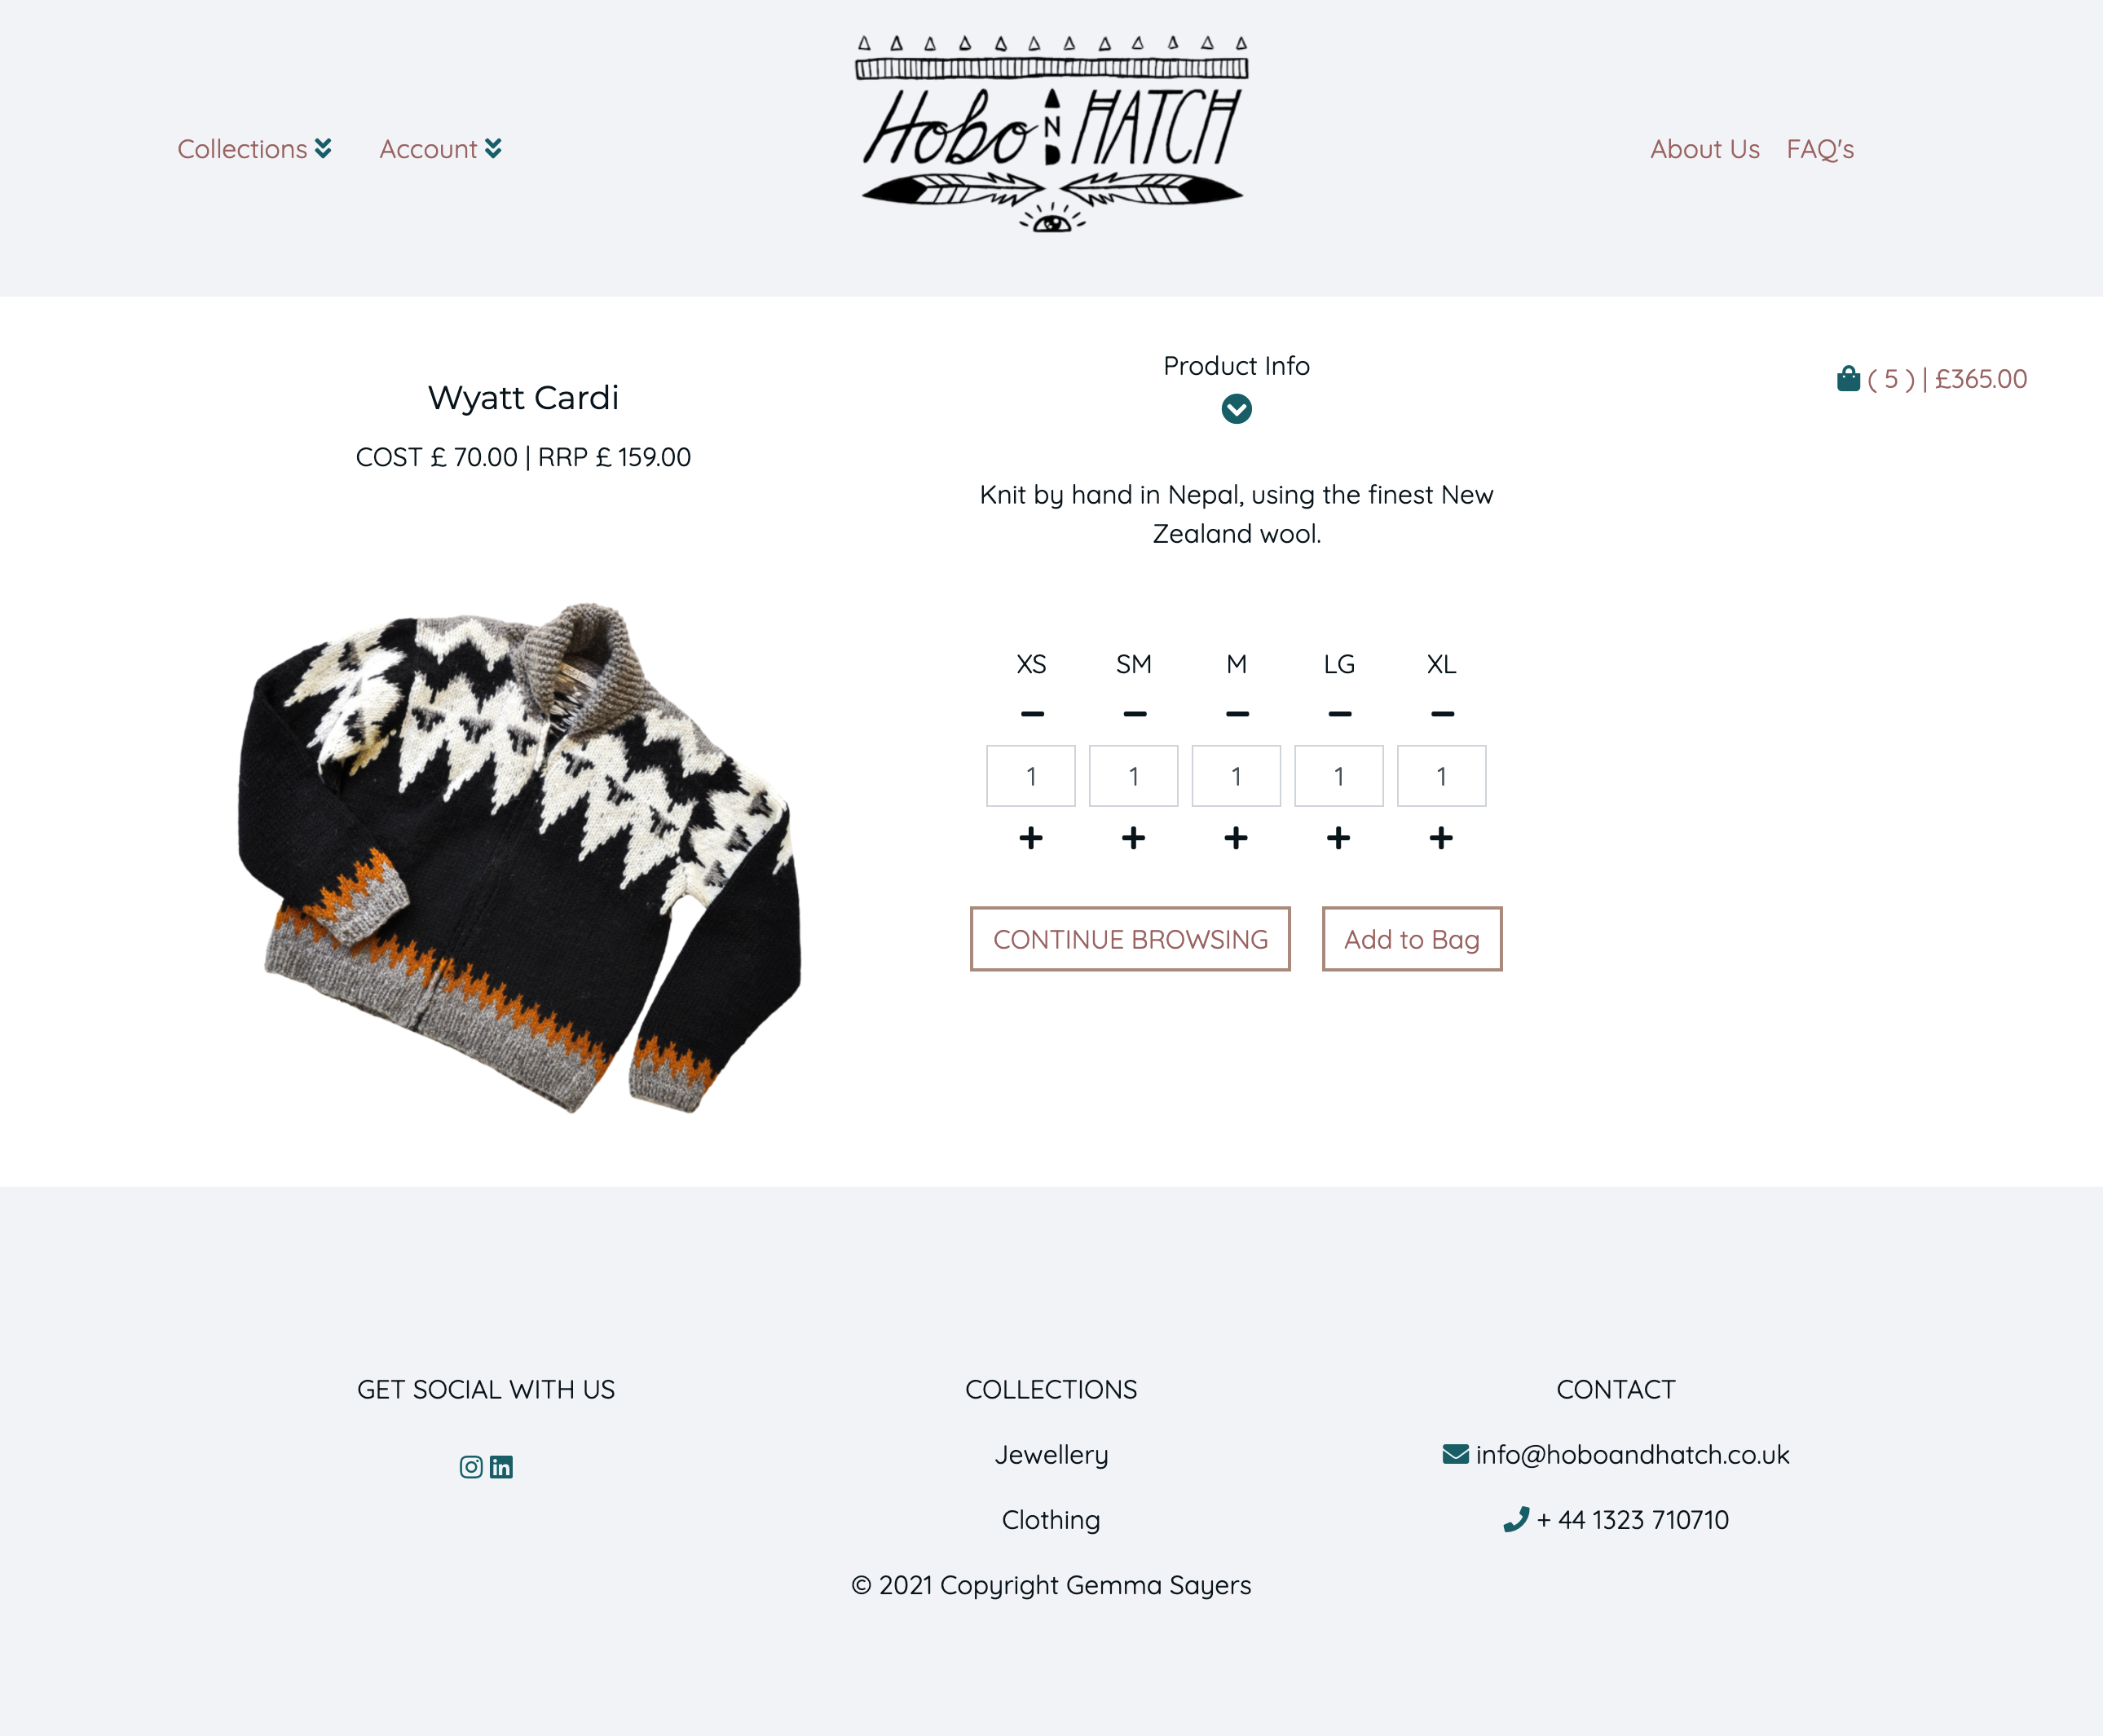 Hobo AND HATCH
Collections
Account
About Us
FAQ's
Wyatt Cardi
COST £ 70.00 | RRP £ 159.00
Product Info
( 5 ) | £365.00
Knit by hand in Nepal, using the finest New
Zealand wool.
XS SM M LG XL
1 1 1 1 1
CONTINUE BROWSING
Add to Bag
GET SOCIAL WITH US
COLLECTIONS
Jewellery
Clothing
CONTACT
info@hoboandhatch.co.uk
+ 44 1323 710710
© 2021 Copyright Gemma Sayers